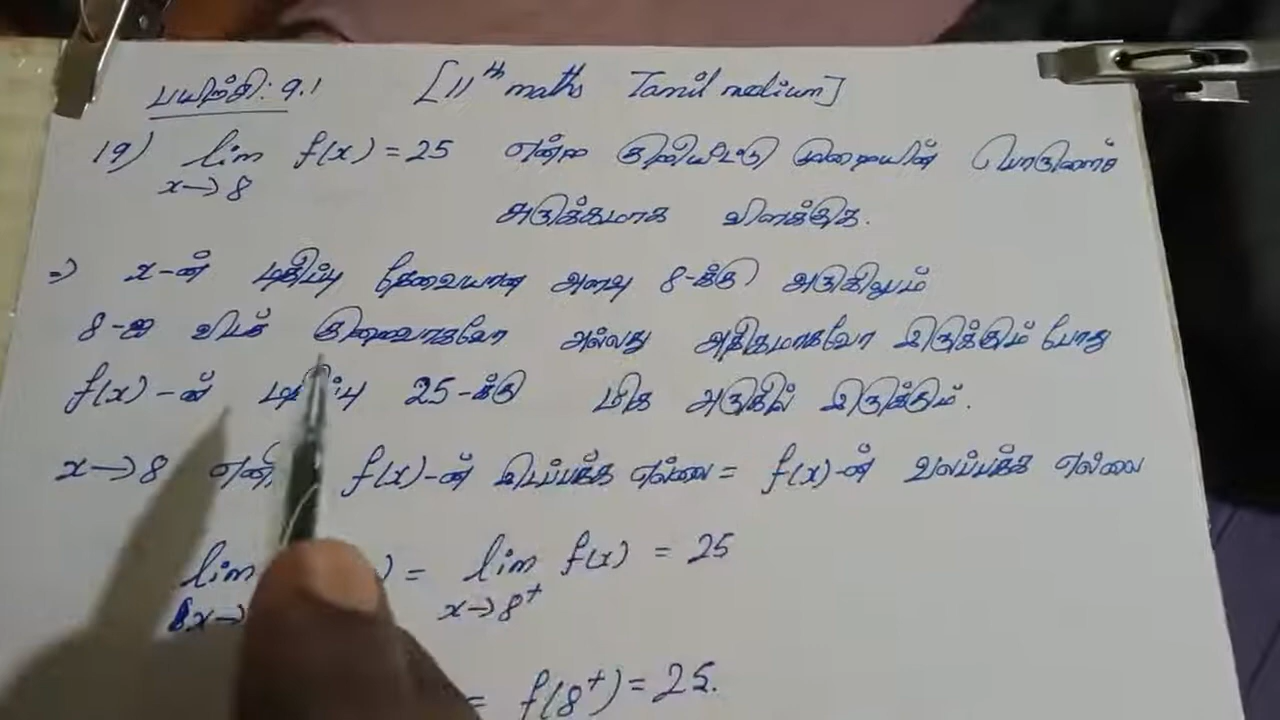 பயிற்சி: 9.1 [11th maths Tamil medium]
19) lim f(x) = 25 என்ற குறியீட்டு முறையின் பொருளைச்
x→8
சுருக்கமாக விளக்குக.
⇒ x-ன் மதிப்பு தேவையான அளவு 8-க்கு அருகிலும்
8-ஐ விடக் குறைவாகவோ அல்லது அதிகமாகவோ இருக்கும் போது
f(x)-ன் மதிப்பு 25-க்கு மிக அருகில் இருக்கும்.
x→8 எனில், f(x)-ன் இடப்பக்க எல்லை = f(x)-ன் வலப்பக்க எல்லை
lim ) = lim f(x) = 25
x→ x→8⁺
= f(8⁺) = 25.